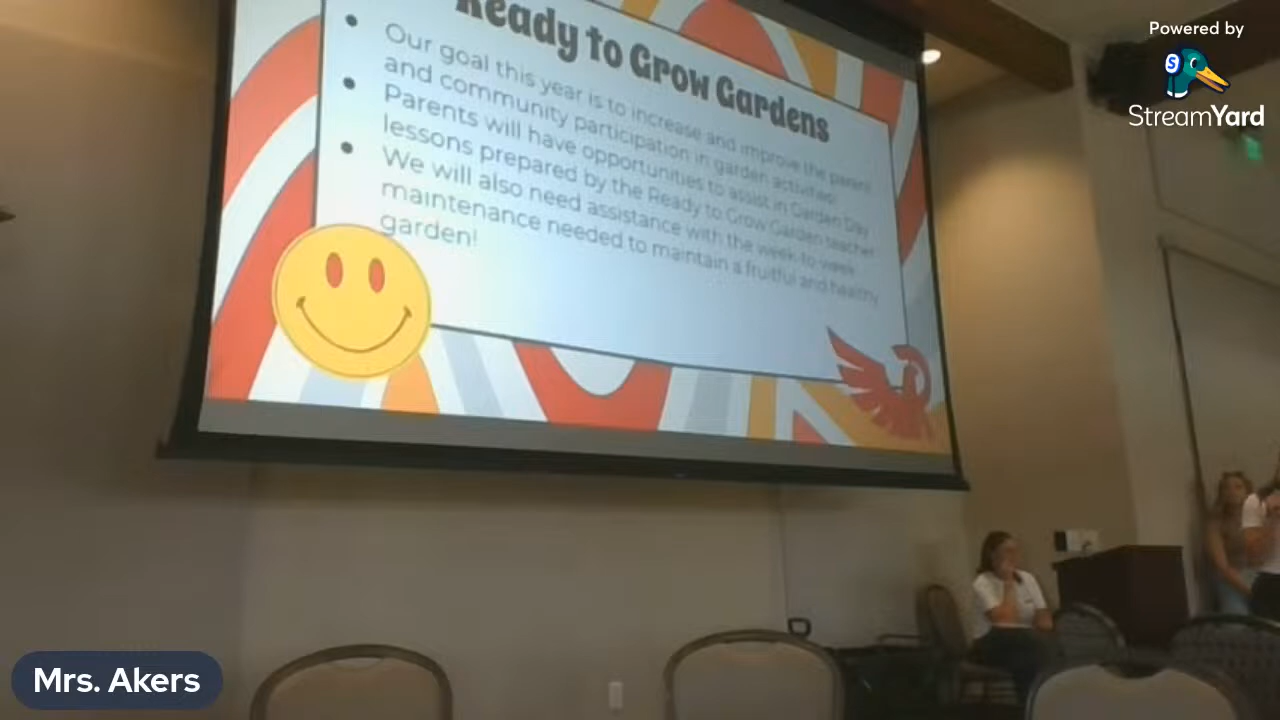 Powered by
StreamYard
Ready to Grow Gardens
Our goal this year is to increase and improve the parent
and community participation in garden activities.
Parents will have opportunities to assist in Garden Day
lessons prepared by the Ready to Grow Garden teacher.
We will also need assistance with the week-to-week
maintenance needed to maintain a fruitful and healthy
garden!
Mrs. Akers